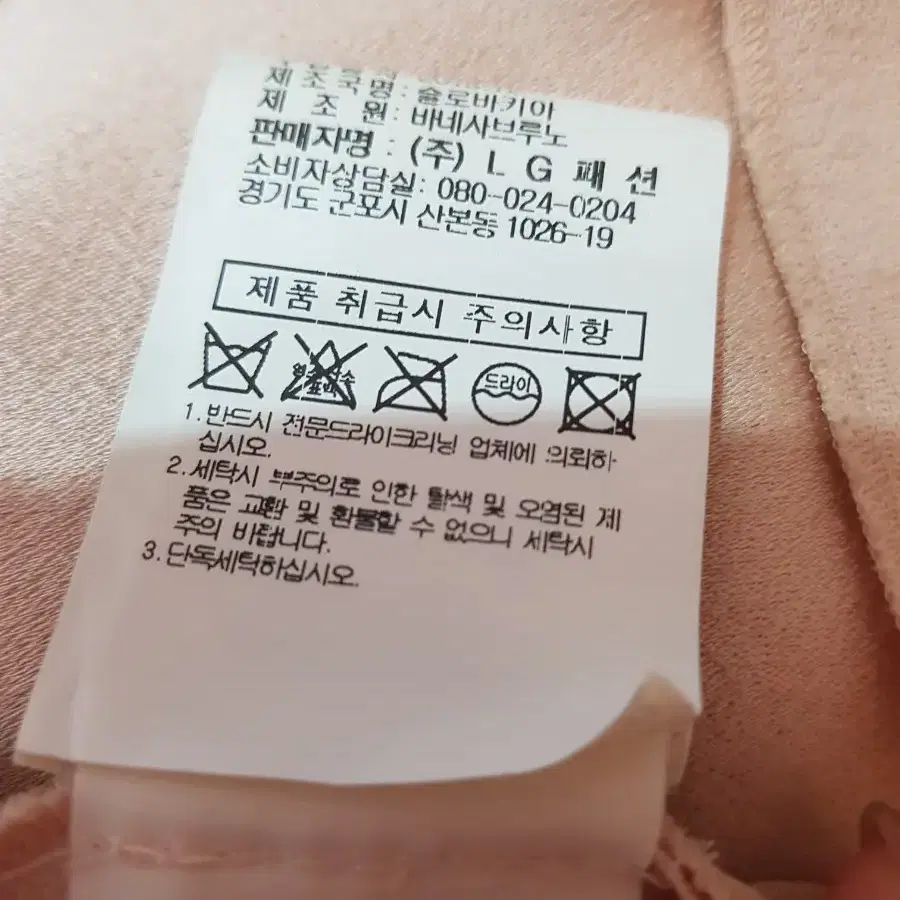 제조국명 : 슬로바키아
제 조 원 : 바네사브루노
판매자명 : (주) L G 패 션
소비자상담실: 080-024-0204
경기도 군포시 산본동 1026-19
제품 취급시 주의사항
염소산소
표백
드라이
1. 반드시 전문드라이크리닝 업체에 의뢰하
십시오.
2. 세탁시 부주의로 인한 탈색 및 오염된 제
품은 교환 및 환불할 수 없으니 세탁시
주의 바랍니다.
3. 단독세탁하십시오.